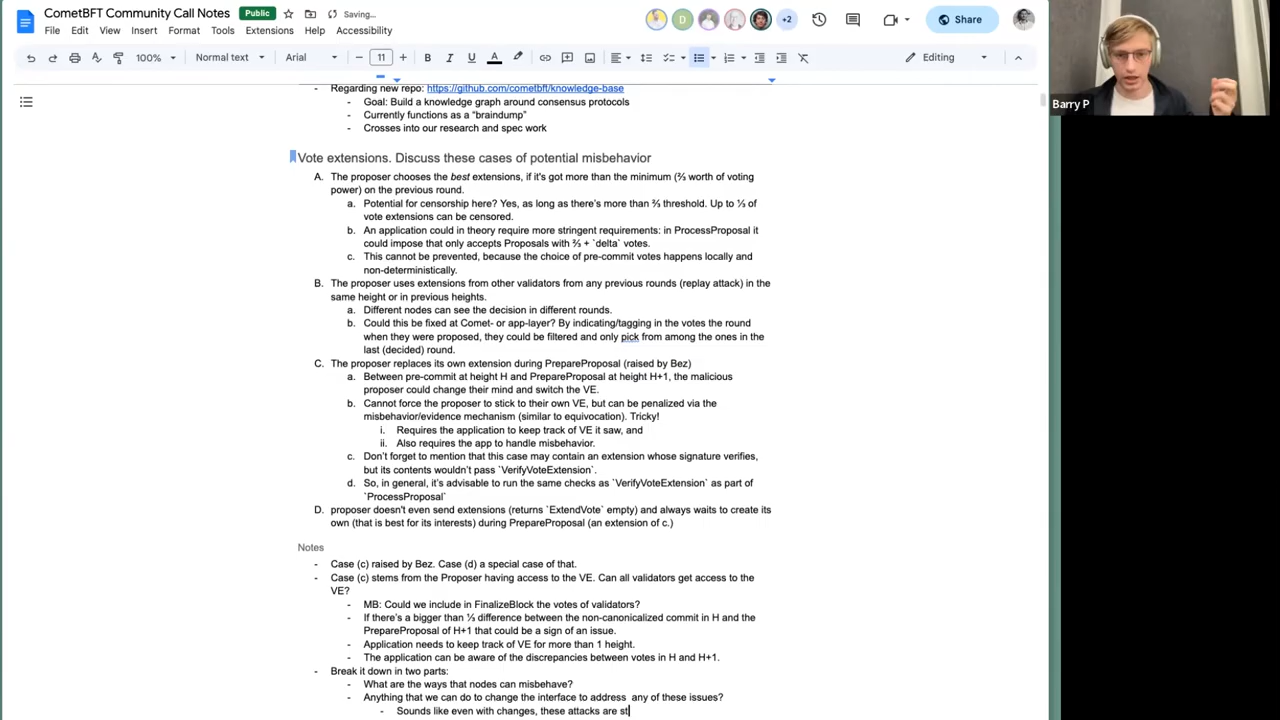 CometBFT Community Call Notes
Public
Saving...
File Edit View Insert Format Tools Extensions Help Accessibility
D
+2
Share
100%
Normal text
Arial
11
B I U A
Editing
Barry P
- Regarding new repo: https://github.com/cometbft/knowledge-base
- Goal: Build a knowledge graph around consensus protocols
- Currently functions as a “braindump”
- Crosses into our research and spec work
Vote extensions. Discuss these cases of potential misbehavior
A. The proposer chooses the best extensions, if it's got more than the minimum (⅔ worth of voting
power) on the previous round.
a. Potential for censorship here? Yes, as long as there’s more than ⅔ threshold. Up to ⅓ of
vote extensions can be censored.
b. An application could in theory require more stringent requirements: in ProcessProposal it
could impose that only accepts Proposals with ⅔ + `delta` votes.
c. This cannot be prevented, because the choice of pre-commit votes happens locally and
non-deterministically.
B. The proposer uses extensions from other validators from any previous rounds (replay attack) in the
same height or in previous heights.
a. Different nodes can see the decision in different rounds.
b. Could this be fixed at Comet- or app-layer? By indicating/tagging in the votes the round
when they were proposed, they could be filtered and only pick from among the ones in the
last (decided) round.
C. The proposer replaces its own extension during PrepareProposal (raised by Bez)
a. Between pre-commit at height H and PrepareProposal at height H+1, the malicious
proposer could change their mind and switch the VE.
b. Cannot force the proposer to stick to their own VE, but can be penalized via the
misbehavior/evidence mechanism (similar to equivocation). Tricky!
i. Requires the application to keep track of VE it saw, and
ii. Also requires the app to handle misbehavior.
c. Don’t forget to mention that this case may contain an extension whose signature verifies,
but its contents wouldn’t pass `VerifyVoteExtension`.
d. So, in general, it’s advisable to run the same checks as `VerifyVoteExtension` as part of
`ProcessProposal`
D. proposer doesn't even send extensions (returns `ExtendVote` empty) and always waits to create its
own (that is best for its interests) during PrepareProposal (an extension of c.)
Notes
- Case (c) raised by Bez. Case (d) a special case of that.
- Case (c) stems from the Proposer having access to the VE. Can all validators get access to the
VE?
- MB: Could we include in FinalizeBlock the votes of validators?
- If there’s a bigger than ⅓ difference between the non-canonicalized commit in H and the
PrepareProposal of H+1 that could be a sign of an issue.
- Application needs to keep track of VE for more than 1 height.
- The application can be aware of the discrepancies between votes in H and H+1.
- Break it down in two parts:
- What are the ways that nodes can misbehave?
- Anything that we can do to change the interface to address  any of these issues?
- Sounds like even with changes, these attacks are st